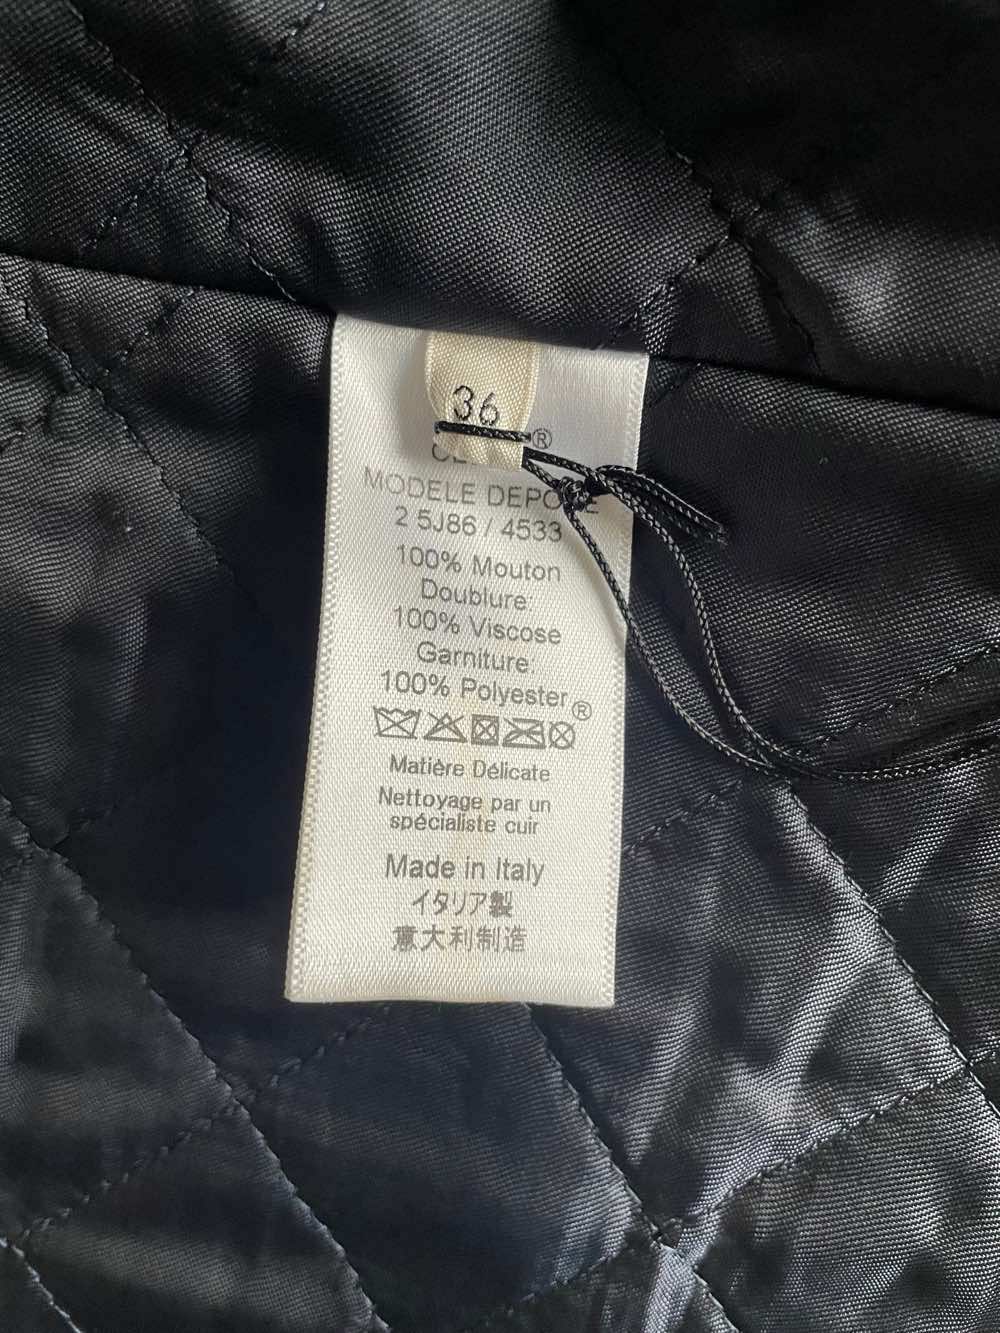 36
®
MODELE DEPOSE
2 5J86 / 4533
100% Mouton
Doublure:
100% Viscose
Garniture:
100% Polyester
®
Matière Délicate
Nettoyage par un
spécialiste cuir
Made in Italy
イタリア製
意大利制造